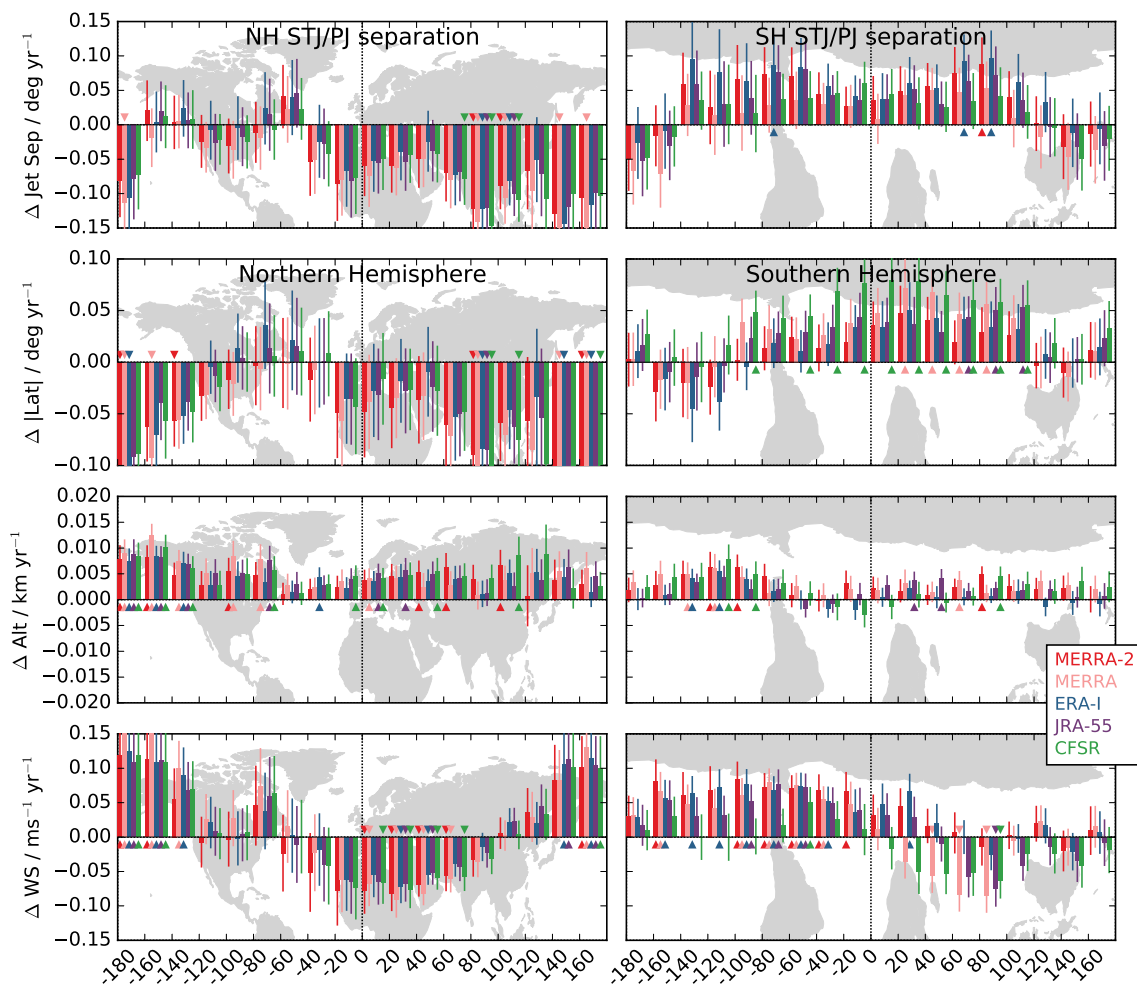 NH STJ/PJ separation
SH STJ/PJ separation
Δ Jet Sep / deg yr⁻¹
0.15
0.10
0.05
0.00
−0.05
−0.10
−0.15
Northern Hemisphere
Southern Hemisphere
Δ |Lat| / deg yr⁻¹
0.10
0.05
0.00
−0.05
−0.10
Δ Alt / km yr⁻¹
0.020
0.015
0.010
0.005
0.000
−0.005
−0.010
−0.015
−0.020
MERRA-2
MERRA
ERA-I
JRA-55
CFSR
Δ WS / ms⁻¹ yr⁻¹
0.15
0.10
0.05
0.00
−0.05
−0.10
−0.15
-180 -160 -140 -120 -100 -80 -60 -40 -20 0 20 40 60 80 100 120 140 160
-180 -160 -140 -120 -100 -80 -60 -40 -20 0 20 40 60 80 100 120 140 160